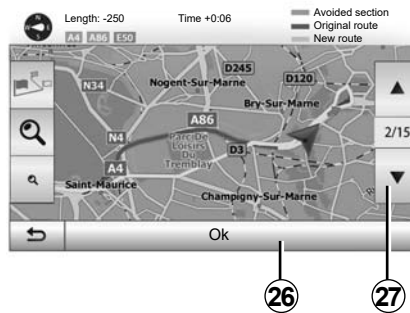 Length: -250 Time +0:06
A4 A86 E50
Avoided section
Original route
New route
D245
D120
N34
Nogent-Sur-Marne
Bry-Sur-Marne
2/15
A86
N4
Parc De
Loisirs
Du
Tremblay
D3
A4
Saint-Maurice
Champigny-Sur-Marne
Ok
26
27